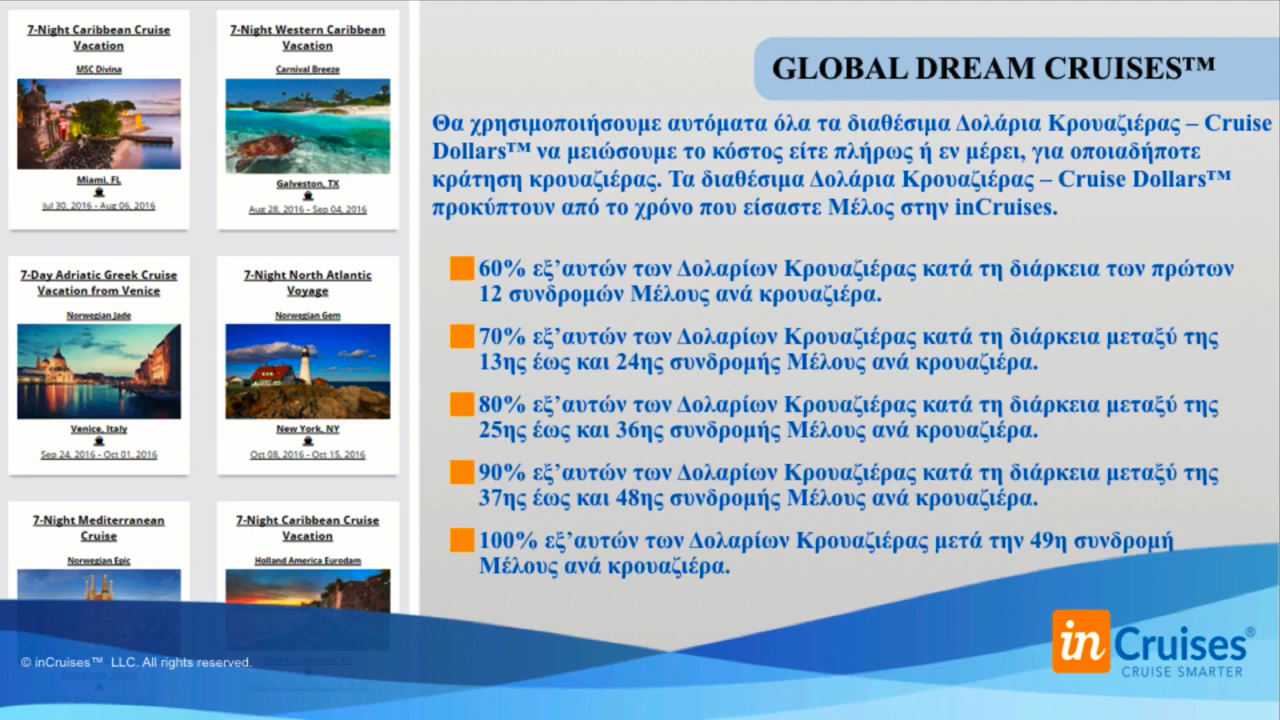 7-Night Caribbean Cruise
Vacation
MSC Divina
Miami, FL
Jul 30, 2016 - Aug 06, 2016
7-Night Western Caribbean
Vacation
Carnival Breeze
Galveston, TX
Aug 28, 2016 - Sep 04, 2016
7-Day Adriatic Greek Cruise
Vacation from Venice
Norwegian Jade
Venice, Italy
Sep 24, 2016 - Oct 01, 2016
7-Night North Atlantic
Voyage
Norwegian Gem
New York, NY
Oct 08, 2016 - Oct 15, 2016
7-Night Mediterranean
Cruise
Norwegian Epic
7-Night Caribbean Cruise
Vacation
Holland America Eurodam
© inCruises™ LLC. All rights reserved.
GLOBAL DREAM CRUISES™
Θα χρησιμοποιήσουμε αυτόματα όλα τα διαθέσιμα Δολάρια Κρουαζιέρας – Cruise
Dollars™ να μειώσουμε το κόστος είτε πλήρως ή εν μέρει, για οποιαδήποτε
κράτηση κρουαζιέρας. Τα διαθέσιμα Δολάρια Κρουαζιέρας – Cruise Dollars™
προκύπτουν από το χρόνο που είσαστε Μέλος στην inCruises.
60% εξ’αυτών των Δολαρίων Κρουαζιέρας κατά τη διάρκεια των πρώτων
12 συνδρομών Μέλους ανά κρουαζιέρα.
70% εξ’αυτών των Δολαρίων Κρουαζιέρας κατά τη διάρκεια μεταξύ της
13ης έως και 24ης συνδρομής Μέλους ανά κρουαζιέρα.
80% εξ’αυτών των Δολαρίων Κρουαζιέρας κατά τη διάρκεια μεταξύ της
25ης έως και 36ης συνδρομής Μέλους ανά κρουαζιέρα.
90% εξ’αυτών των Δολαρίων Κρουαζιέρας κατά τη διάρκεια μεταξύ της
37ης έως και 48ης συνδρομής Μέλους ανά κρουαζιέρα.
100% εξ’αυτών των Δολαρίων Κρουαζιέρας μετά την 49η συνδρομή
Μέλους ανά κρουαζιέρα.
inCruises®
CRUISE SMARTER